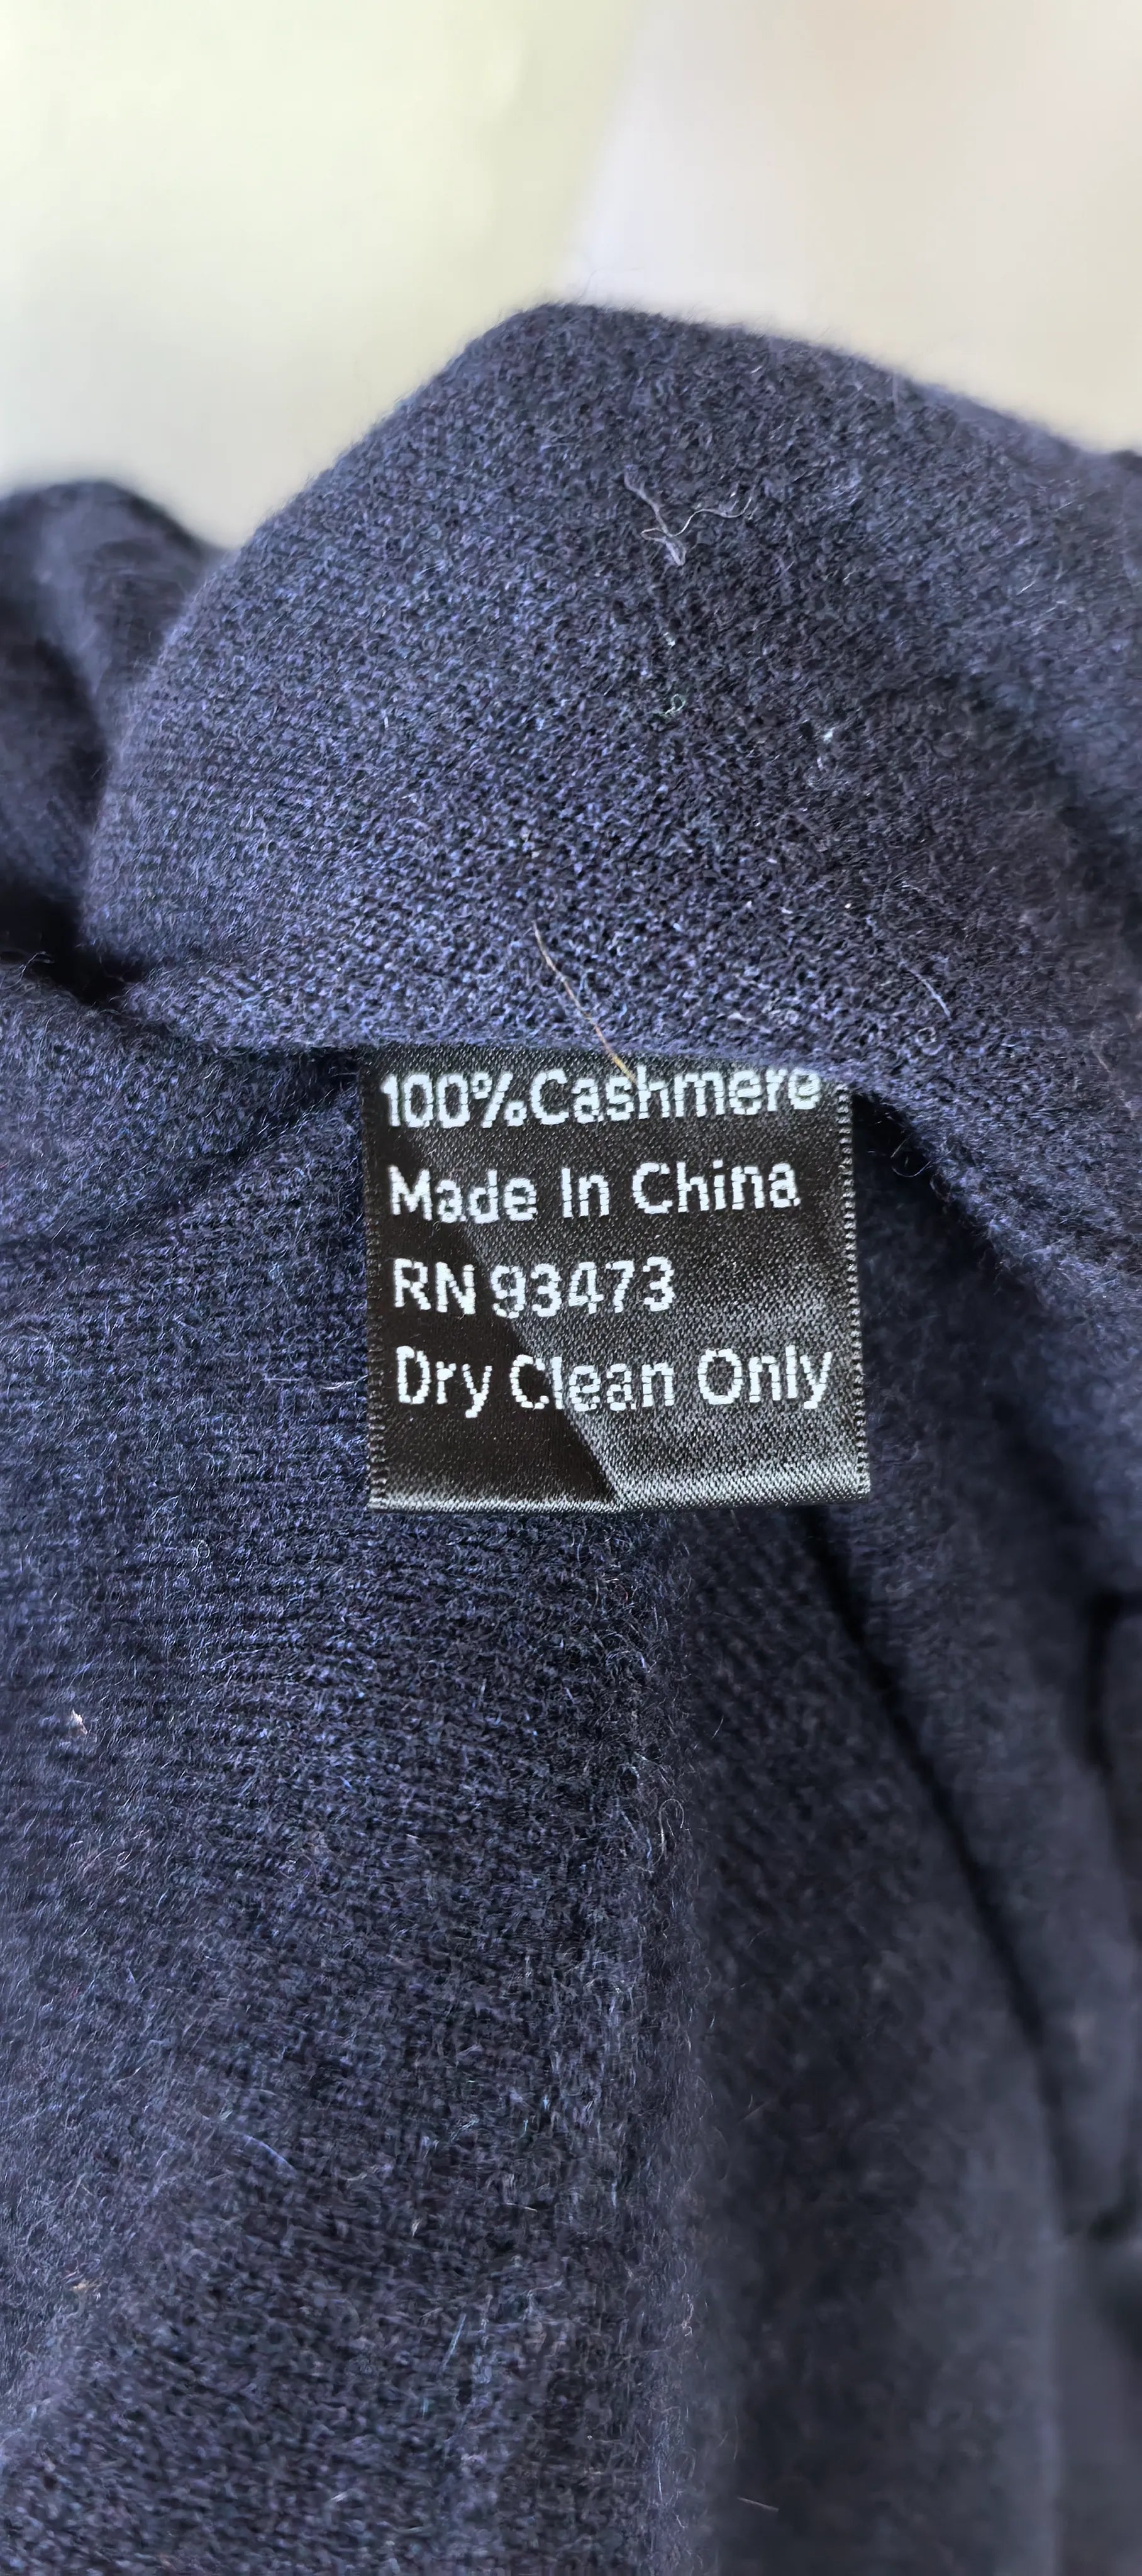 100%Cashmere
Made In China
RN 93473
Dry Clean Only